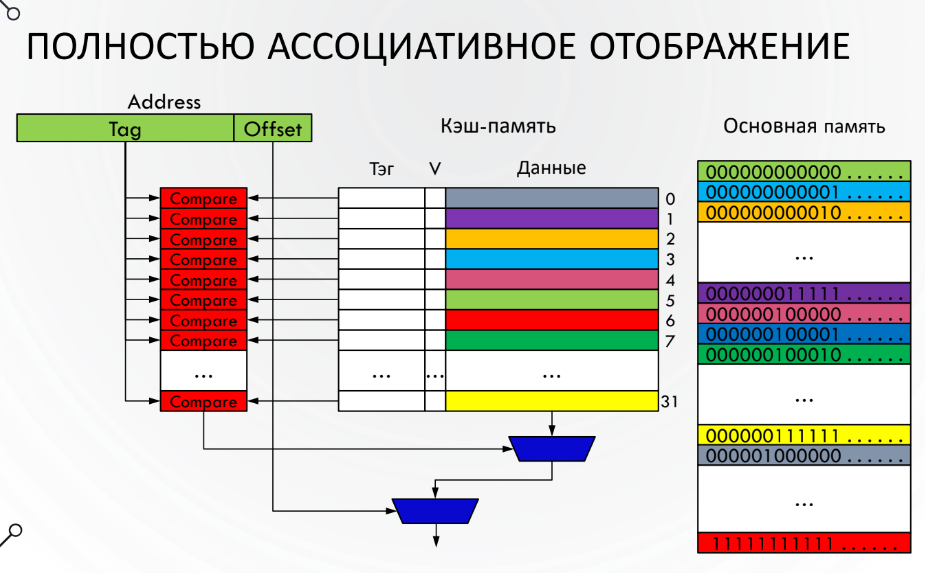 ПОЛНОСТЬЮ АССОЦИАТИВНОЕ ОТОБРАЖЕНИЕ
Address
Tag Offset
Кэш-память
Основная память
Тэг V Данные
Compare 0
Compare 1
Compare 2
Compare 3
Compare 4
Compare 5
Compare 6
Compare 7
... ... ... ...
Compare 31
000000000000 . . . . . .
000000000001 . . . . . .
000000000010 . . . . . .
...
000000011111 . . . . . .
000000100000 . . . . . .
000000100001 . . . . . .
000000100010 . . . . . .
...
000000111111 . . . . . .
000001000000 . . . . . .
...
111111111111 . . . . . .